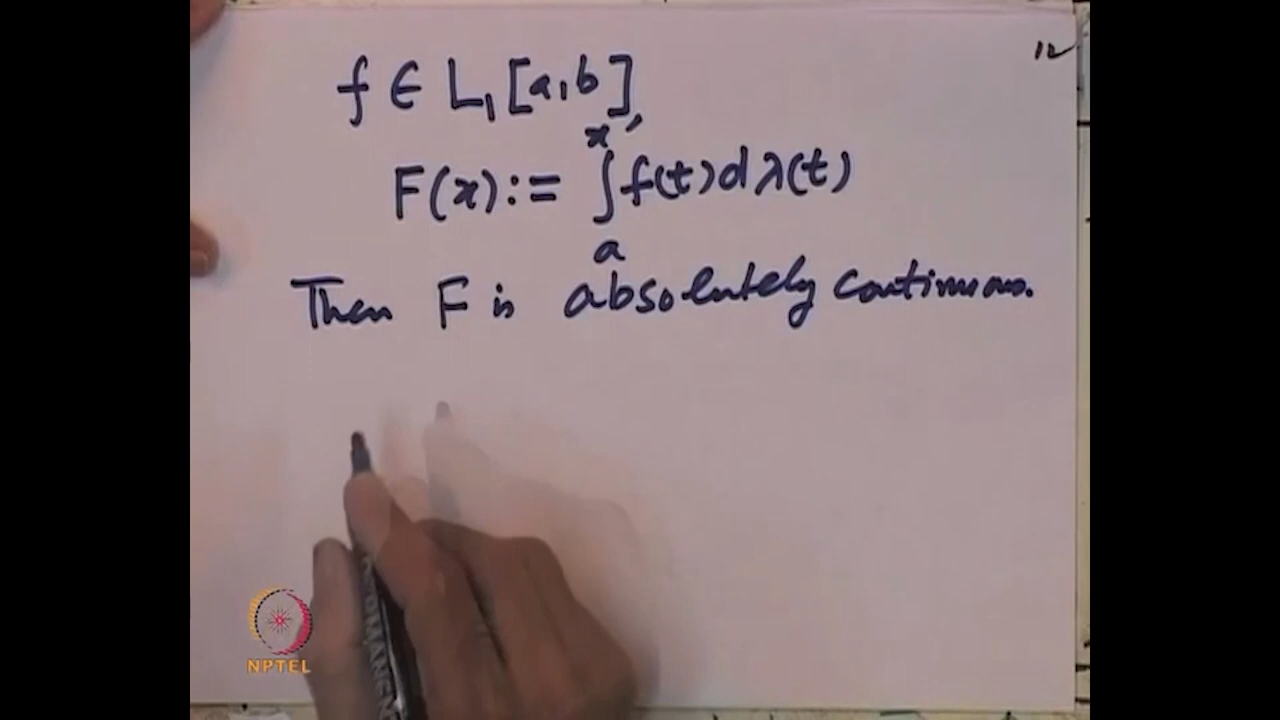 12
f ∈ L₁[a,b],
F(x) := ∫ₐˣ f(t) dλ(t)
Then F is absolutely continuous.
NPTEL